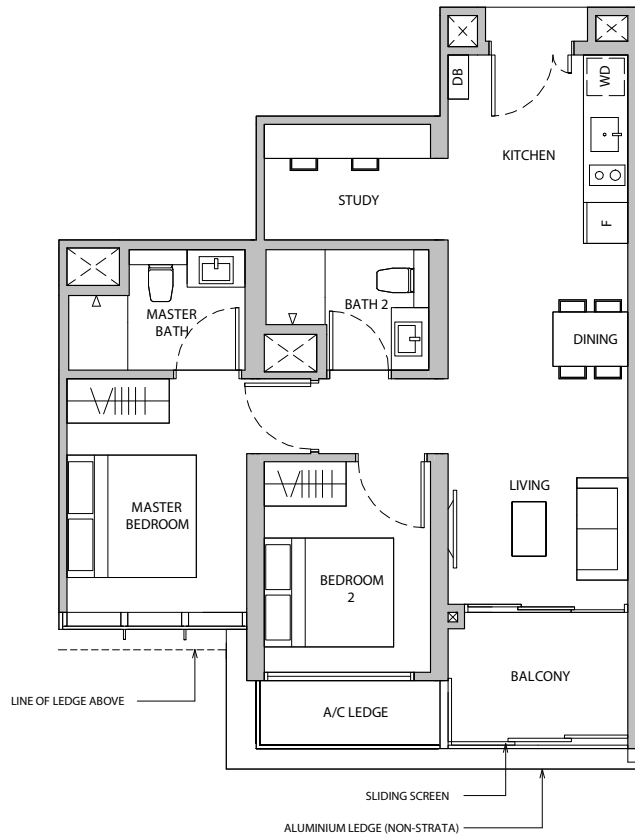 DB
WD
KITCHEN
STUDY
F
MASTER
BATH
BATH 2
DINING
LIVING
MASTER
BEDROOM
BEDROOM
2
BALCONY
LINE OF LEDGE ABOVE
A/C LEDGE
SLIDING SCREEN
ALUMINIUM LEDGE (NON-STRATA)